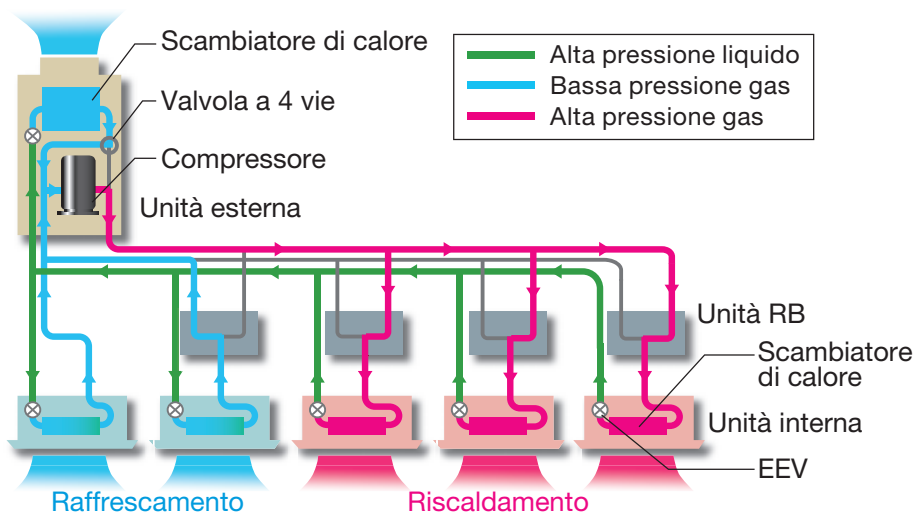 Scambiatore di calore
Valvola a 4 vie
Compressore
Unità esterna
Alta pressione liquido
Bassa pressione gas
Alta pressione gas
Unità RB
Scambiatore
di calore
Unità interna
EEV
Raffrescamento
Riscaldamento